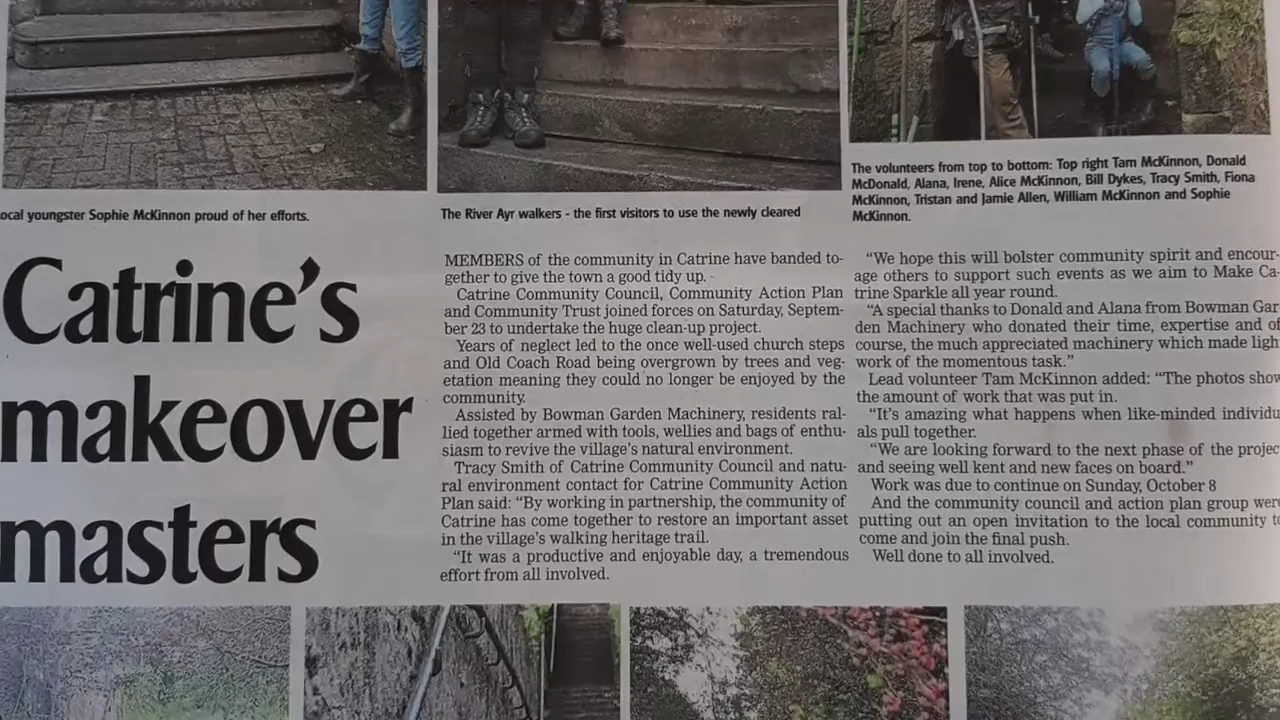 ocal youngster Sophie McKinnon proud of her efforts.
The River Ayr walkers - the first visitors to use the newly cleared
The volunteers from top to bottom: Top right Tam McKinnon, Donald
McDonald, Alana, Irene, Alice McKinnon, Bill Dykes, Tracy Smith, Fiona
McKinnon, Tristan and Jamie Allen, William McKinnon and Sophie
McKinnon.
Catrine's
makeover
masters
MEMBERS of the community in Catrine have banded to-
gether to give the town a good tidy up.
Catrine Community Council, Community Action Plan
and Community Trust joined forces on Saturday, Septem-
ber 23 to undertake the huge clean-up project.
Years of neglect led to the once well-used church steps
and Old Coach Road being overgrown by trees and veg-
etation meaning they could no longer be enjoyed by the
community.
Assisted by Bowman Garden Machinery, residents ral-
lied together armed with tools, wellies and bags of enthu-
siasm to revive the village's natural environment.
Tracy Smith of Catrine Community Council and natu-
ral environment contact for Catrine Community Action
Plan said: “By working in partnership, the community of
Catrine has come together to restore an important asset
in the village's walking heritage trail.
“It was a productive and enjoyable day, a tremendous
effort from all involved.
“We hope this will bolster community spirit and encour-
age others to support such events as we aim to Make Ca-
trine Sparkle all year round.
“A special thanks to Donald and Alana from Bowman Gar
den Machinery who donated their time, expertise and of
course, the much appreciated machinery which made ligh
work of the momentous task.”
Lead volunteer Tam McKinnon added: “The photos show
the amount of work that was put in.
“It's amazing what happens when like-minded individu
als pull together.
“We are looking forward to the next phase of the projec
and seeing well kent and new faces on board.”
Work was due to continue on Sunday, October 8
And the community council and action plan group were
putting out an open invitation to the local community t
come and join the final push.
Well done to all involved.